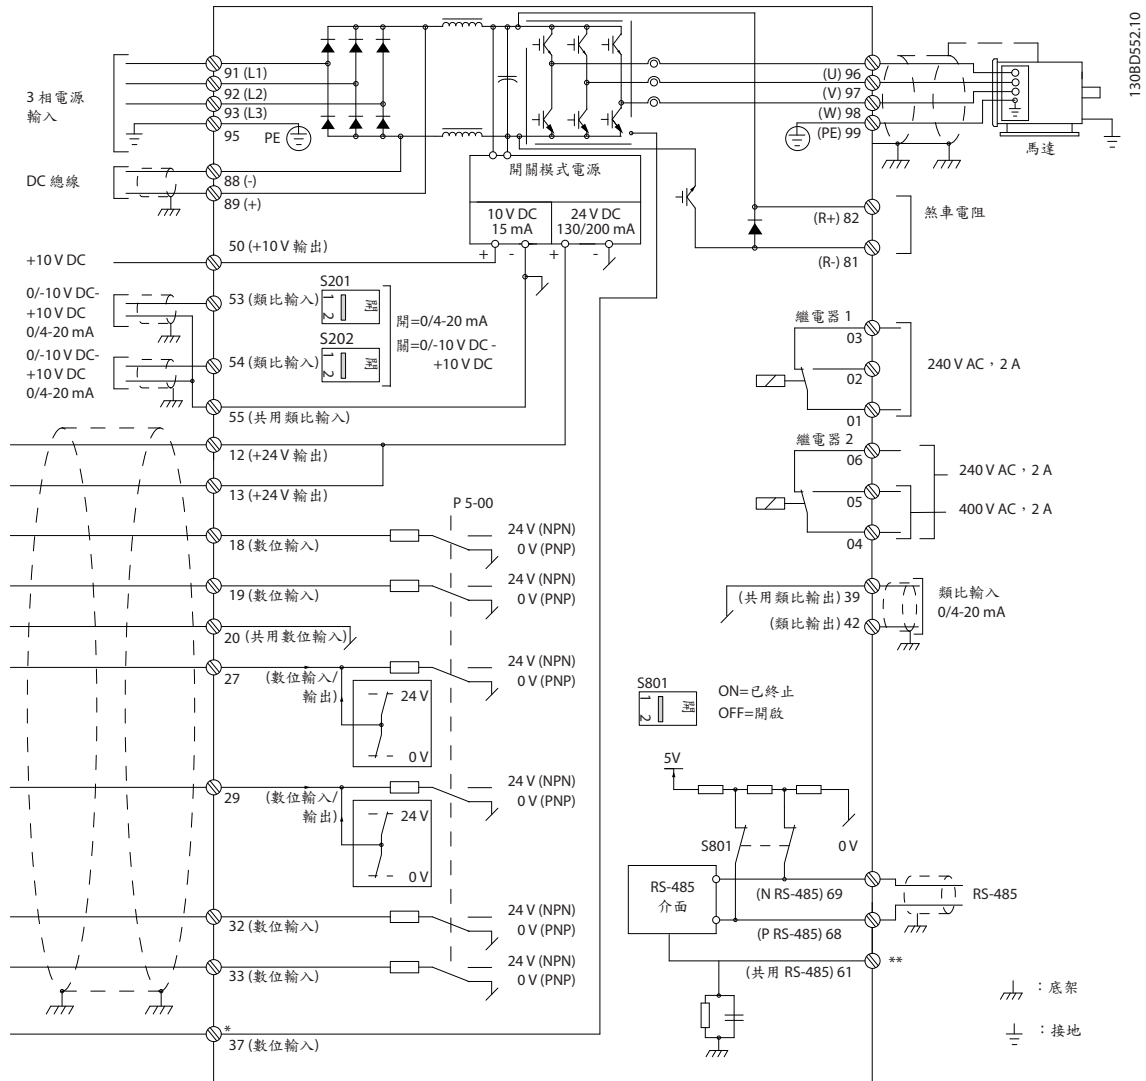 130BD552.10
3 相電源
輸入
91 (L1)
92 (L2)
93 (L3)
95
PE
DC 總線
88 (-)
89 (+)
50 (+10 V 輸出)
+10 V DC
0/-10 V DC-
+10 V DC
0/4-20 mA
0/-10 V DC-
+10 V DC
0/4-20 mA
53 (類比輸入)
54 (類比輸入)
55 (共用類比輸入)
12 (+24 V 輸出)
13 (+24 V 輸出)
18 (數位輸入)
19 (數位輸入)
20 (共用數位輸入)
27
(數位輸入/
輸出)
24 V
0 V
29
(數位輸入/
輸出)
24 V
0 V
32 (數位輸入)
33 (數位輸入)
*
37 (數位輸入)
開關模式電源
10 V DC
15 mA
24 V DC
130/200 mA
+ - + -
S201
1 2 開
S202
1 2 開
開=0/4-20 mA
關=0/-10 V DC -
+10 V DC
P 5-00
24 V (NPN)
0 V (PNP)
24 V (NPN)
0 V (PNP)
24 V (NPN)
0 V (PNP)
24 V (NPN)
0 V (PNP)
24 V (NPN)
0 V (PNP)
24 V (NPN)
0 V (PNP)
(U) 96
(V) 97
(W) 98
(PE) 99
馬達
(R+) 82
煞車電阻
(R-) 81
繼電器 1
03
02
01
240 V AC，2 A
繼電器 2
06
05
04
240 V AC，2 A
400 V AC，2 A
(共用類比輸出) 39
(類比輸出) 42
類比輸入
0/4-20 mA
S801
1 2 開
ON=已終止
OFF=開啟
5V
S801
0 V
RS-485
介面
(N RS-485) 69
(P RS-485) 68
(共用 RS-485) 61
RS-485
**
：底架
：接地